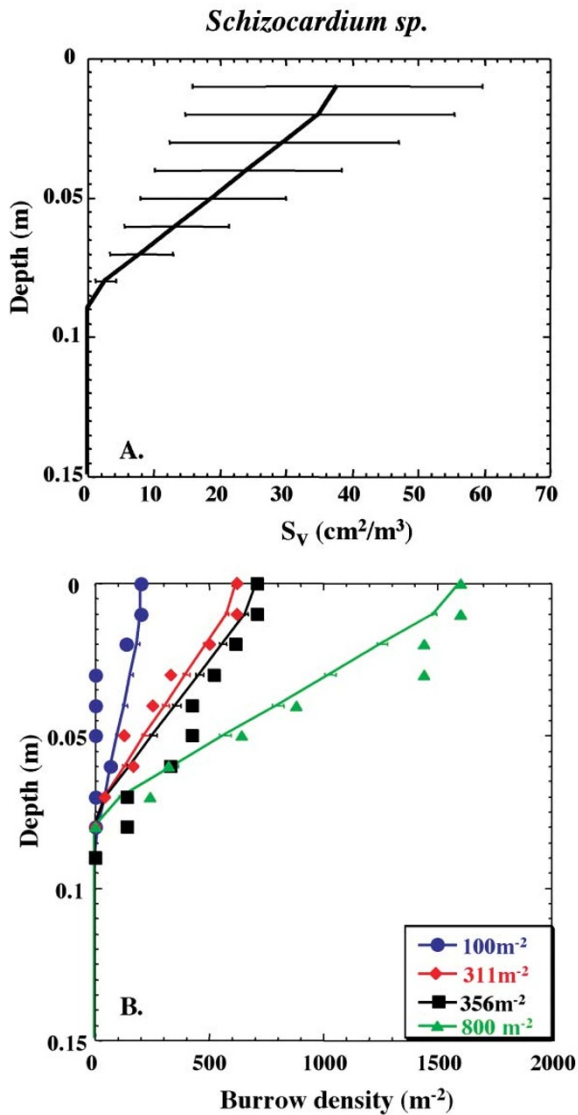 Schizocardium sp.
0
0.05
0.1
0.15
Depth (m)
A.
0 10 20 30 40 50 60 70
Sv (cm²/m³)
0
0.05
0.1
0.15
Depth (m)
B.
100m⁻²
311m⁻²
356m⁻²
800 m⁻²
0 500 1000 1500 2000
Burrow density (m⁻²)